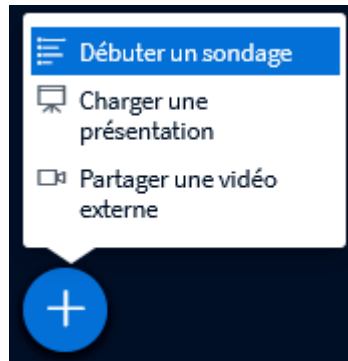 Débuter un sondage
Charger une
présentation
Partager une vidéo
externe